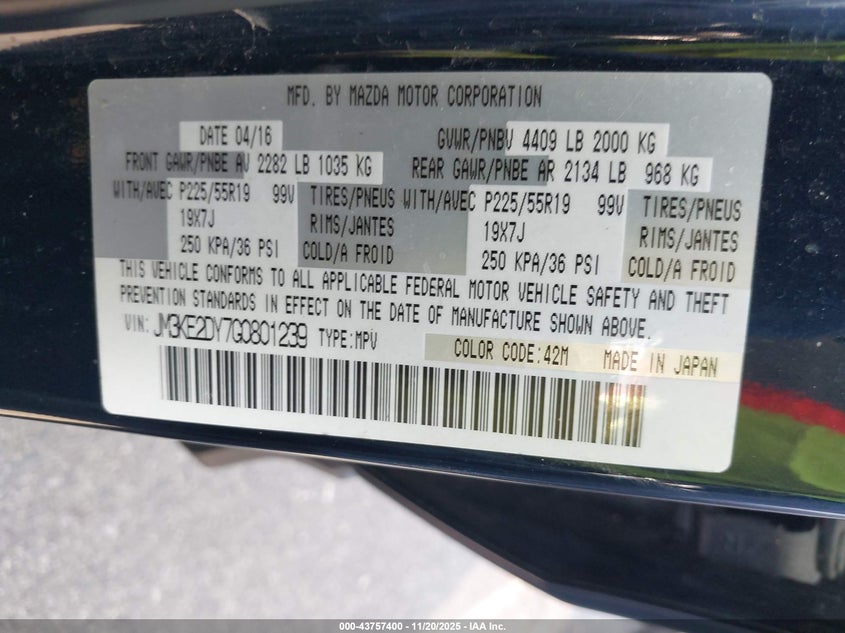 MFD. BY MAZDA MOTOR CORPORATION
DATE 04/16 GVWR/PNBV 4409 LB 2000 KG
FRONT GAWR/PNBE AV 2282 LB 1035 KG REAR GAWR/PNBE AR 2134 LB 968 KG
WITH/AVEC P225/55R19 99V TIRES/PNEUS WITH/AVEC P225/55R19 99V TIRES/PNEUS
19X7J RIMS/JANTES 19X7J RIMS/JANTES
250 KPA/36 PSI COLD/A FROID 250 KPA/36 PSI COLD/A FROID
THIS VEHICLE CONFORMS TO ALL APPLICABLE FEDERAL MOTOR VEHICLE SAFETY AND THEFT
PREVENTION STANDARDS IN EFFECT ON THE DATE OF MANUFACTURE SHOWN ABOVE.
VIN: JM3KE2DY7G0801239 TYPE:MPV COLOR CODE:42M MADE IN JAPAN
000-43757400 - 11/20/2025 - IAA Inc.